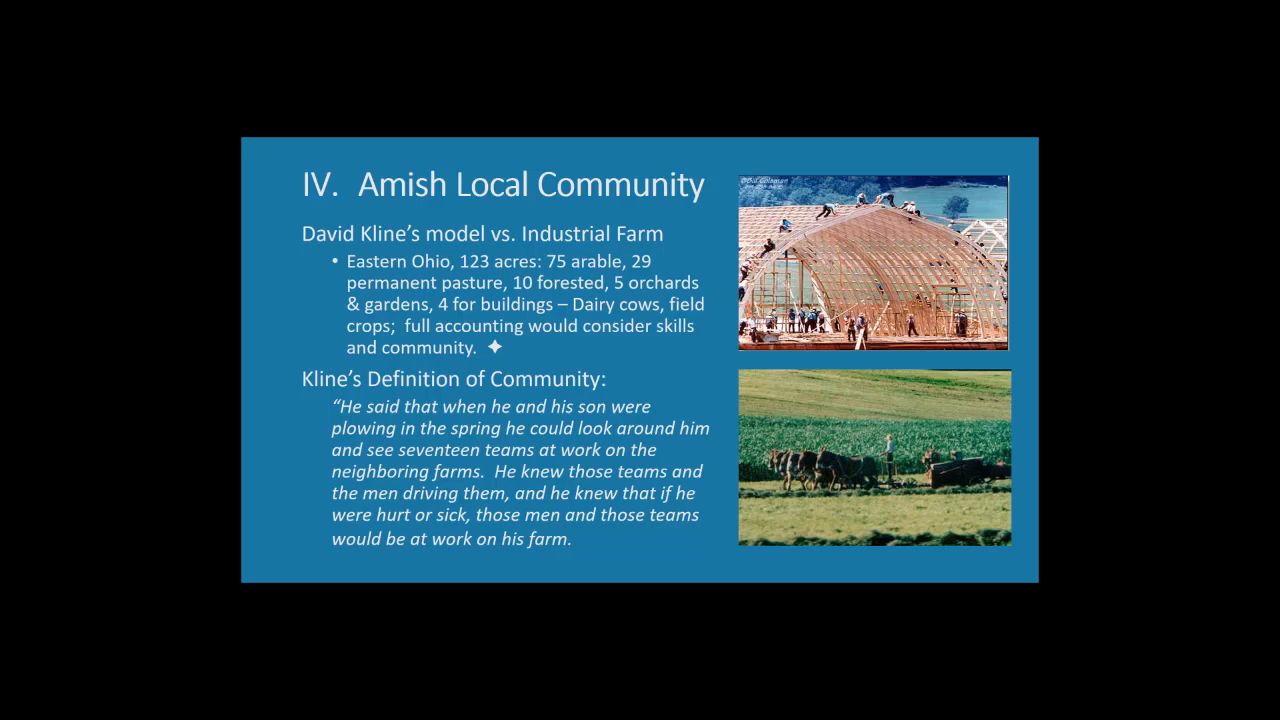 IV.  Amish Local Community
David Kline’s model vs. Industrial Farm
• Eastern Ohio, 123 acres: 75 arable, 29
permanent pasture, 10 forested, 5 orchards
& gardens, 4 for buildings – Dairy cows, field
crops;  full accounting would consider skills
and community.  ✦
Kline’s Definition of Community:
“He said that when he and his son were
plowing in the spring he could look around him
and see seventeen teams at work on the
neighboring farms.  He knew those teams and
the men driving them, and he knew that if he
were hurt or sick, those men and those teams
would be at work on his farm.